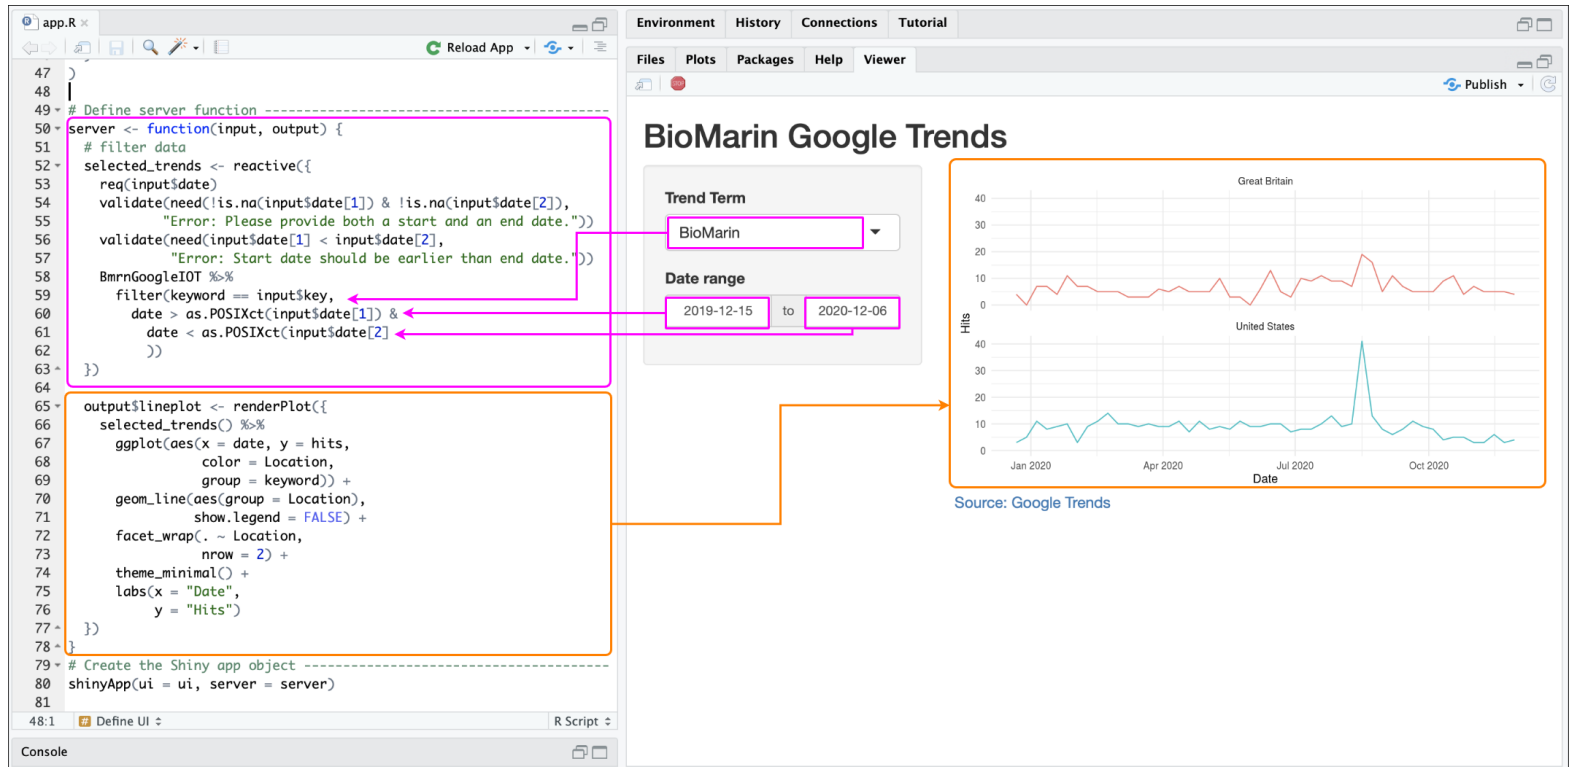 app.R
Reload App
47 )
48
49 # Define server function ----------------------------------------
50 server <- function(input, output) {
51   # filter data
52   selected_trends <- reactive({
53     req(input$date)
54     validate(need(!is.na(input$date[1]) & !is.na(input$date[2]),
55             "Error: Please provide both a start and an end date."))
56     validate(need(input$date[1] < input$date[2],
57              "Error: Start date should be earlier than end date."))
58     BmrnGoogleIOT %>%
59       filter(keyword == input$key,
60         date > as.POSIXct(input$date[1]) &
61           date < as.POSIXct(input$date[2]
62           ))
63   })
64
65   output$lineplot <- renderPlot({
66     selected_trends() %>%
67       ggplot(aes(x = date, y = hits,
68                  color = Location,
69                  group = keyword)) +
70       geom_line(aes(group = Location),
71                 show.legend = FALSE) +
72       facet_wrap(. ~ Location,
73                  nrow = 2) +
74       theme_minimal() +
75       labs(x = "Date",
76            y = "Hits")
77   })
78 }
79 # Create the Shiny app object ---------------------------------------
80 shinyApp(ui = ui, server = server)
81
48:1 # Define UI R Script
Console
Environment History Connections Tutorial
Files Plots Packages Help Viewer
STOP Publish
BioMarin Google Trends
Trend Term
BioMarin
Date range
2019-12-15 to 2020-12-06
Great Britain
40
30
20
10
0
Hits
United States
40
30
20
10
0
Jan 2020 Apr 2020 Jul 2020 Oct 2020
Date
Source: Google Trends